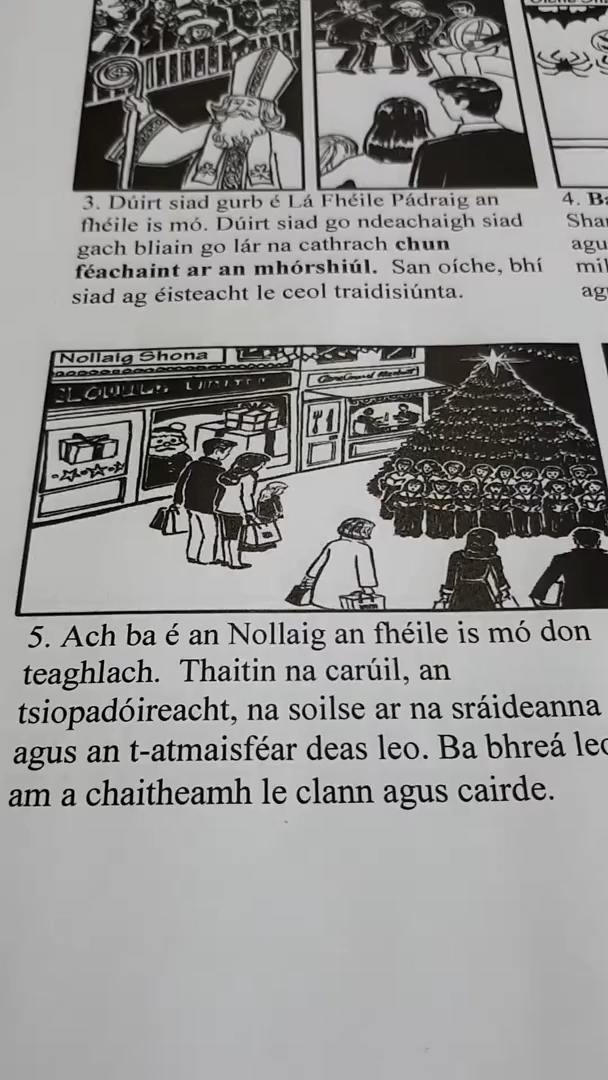 3. Dúirt siad gurb é Lá Fhéile Pádraig an
fhéile is mó. Dúirt siad go ndeachaigh siad
gach bliain go lár na cathrach chun
féachaint ar an mhórshiúl. San oíche, bhí
siad ag éisteacht le ceol traidisiúnta.
4.
agus
Nollaig Shona
5. Ach ba é an Nollaig an fhéile is mó don
teaghlach. Thaitin na carúil, an
tsiopadóireacht, na soilse ar na sráideanna
agus an t-atmaisféar deas leo. Ba bhreá leo
am a chaitheamh le clann agus cairde.